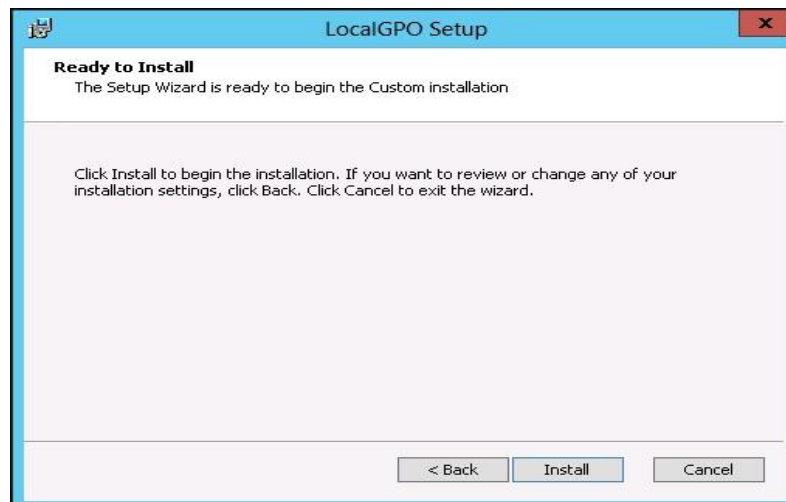 LocalGPO Setup
x
Ready to Install
The Setup Wizard is ready to begin the Custom installation
Click Install to begin the installation. If you want to review or change any of your
installation settings, click Back. Click Cancel to exit the wizard.
< Back Install Cancel